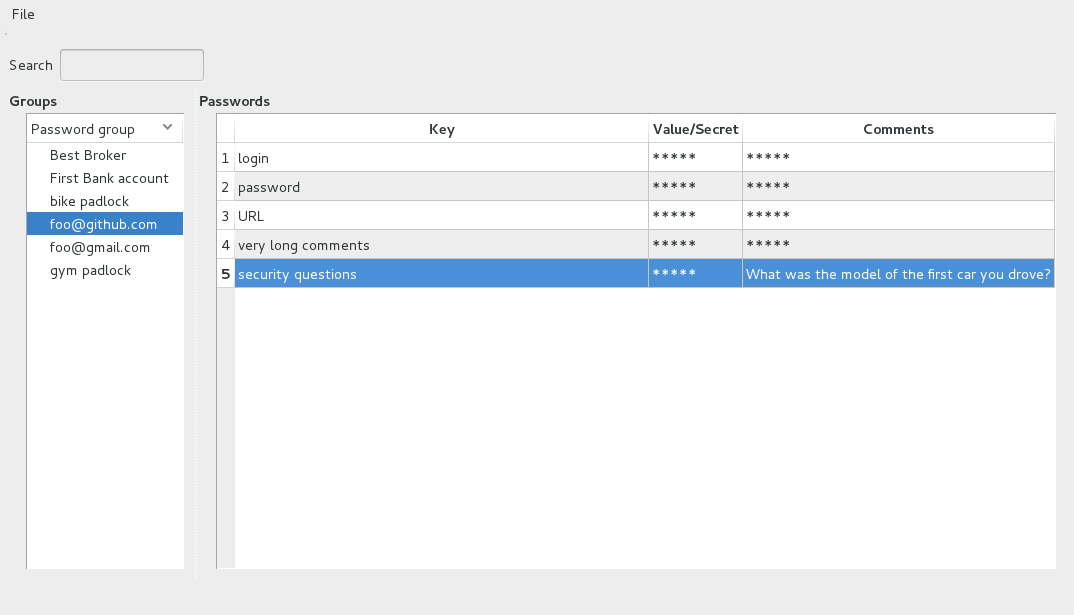 File
Search
Groups
Passwords
Password group
Best Broker
First Bank account
bike padlock
foo@github.com
foo@gmail.com
gym padlock
Key Value/Secret Comments
1 login ***** *****
2 password ***** *****
3 URL ***** *****
4 very long comments ***** *****
5 security questions ***** What was the model of the first car you drove?